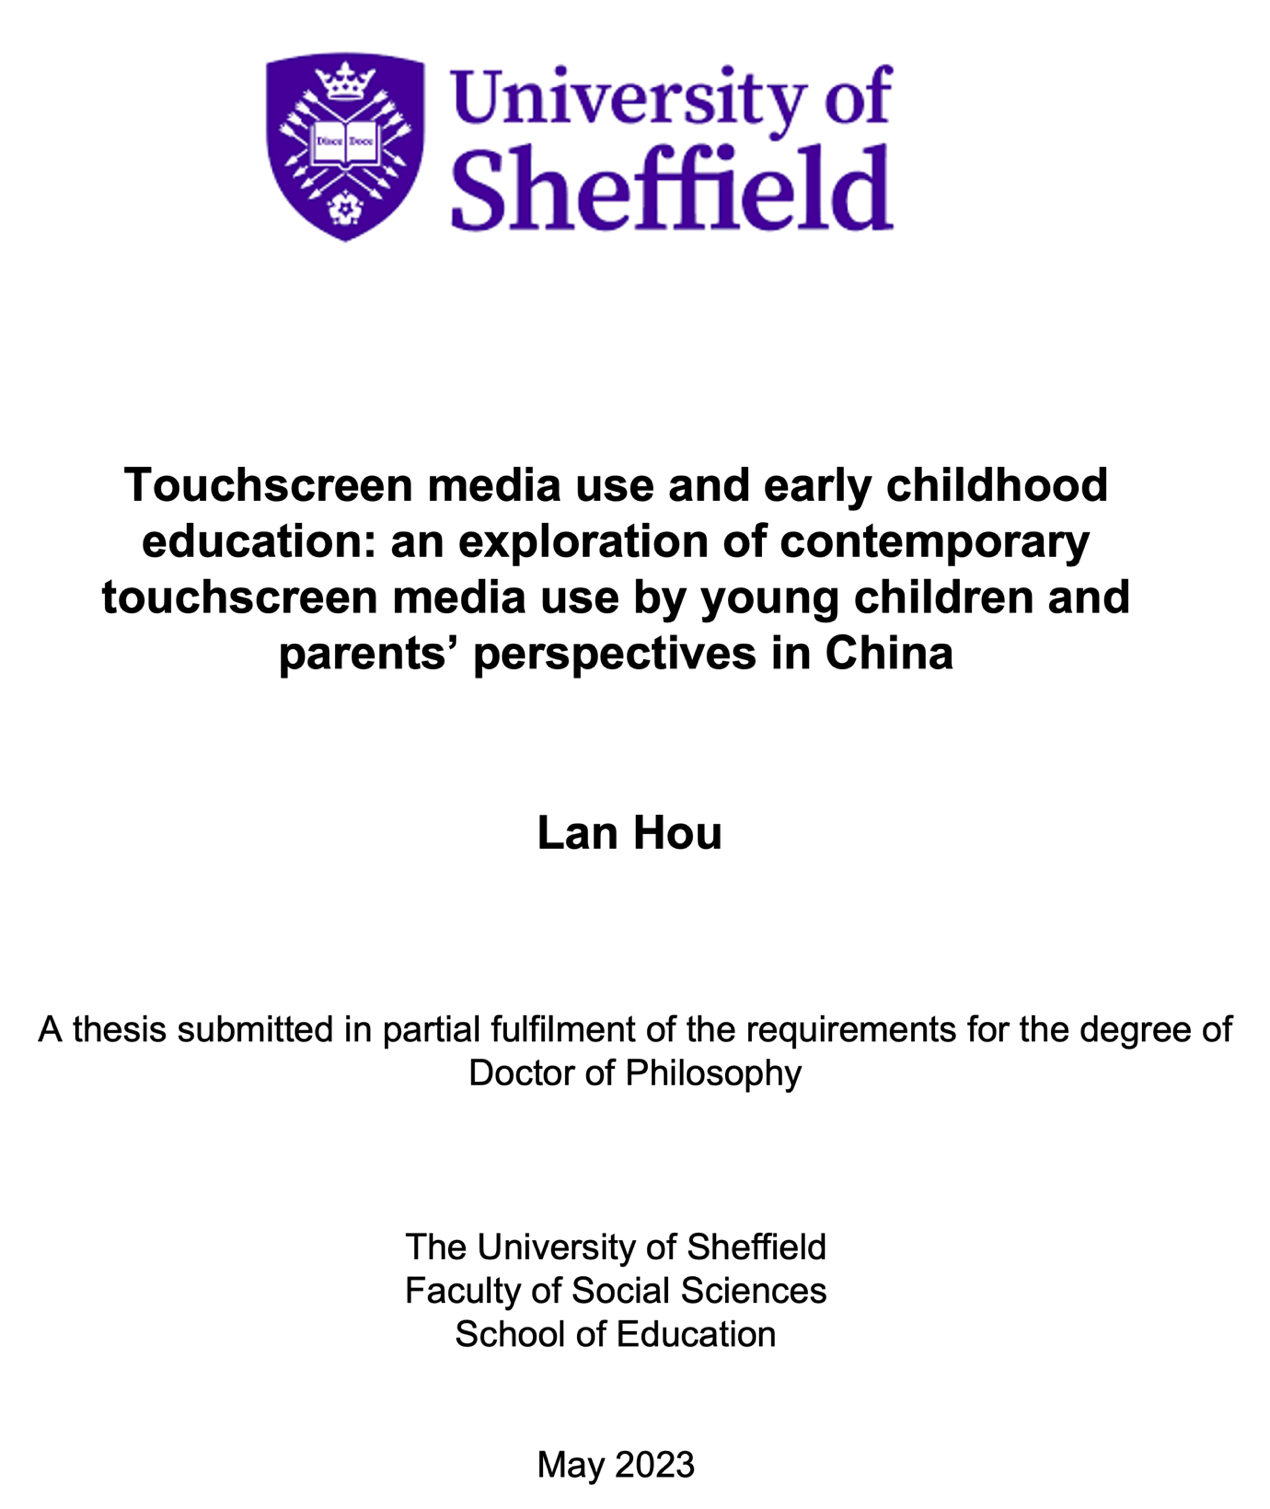 Disce Doce
University of
Sheffield
Touchscreen media use and early childhood
education: an exploration of contemporary
touchscreen media use by young children and
parents’ perspectives in China
Lan Hou
A thesis submitted in partial fulfilment of the requirements for the degree of
Doctor of Philosophy
The University of Sheffield
Faculty of Social Sciences
School of Education
May 2023